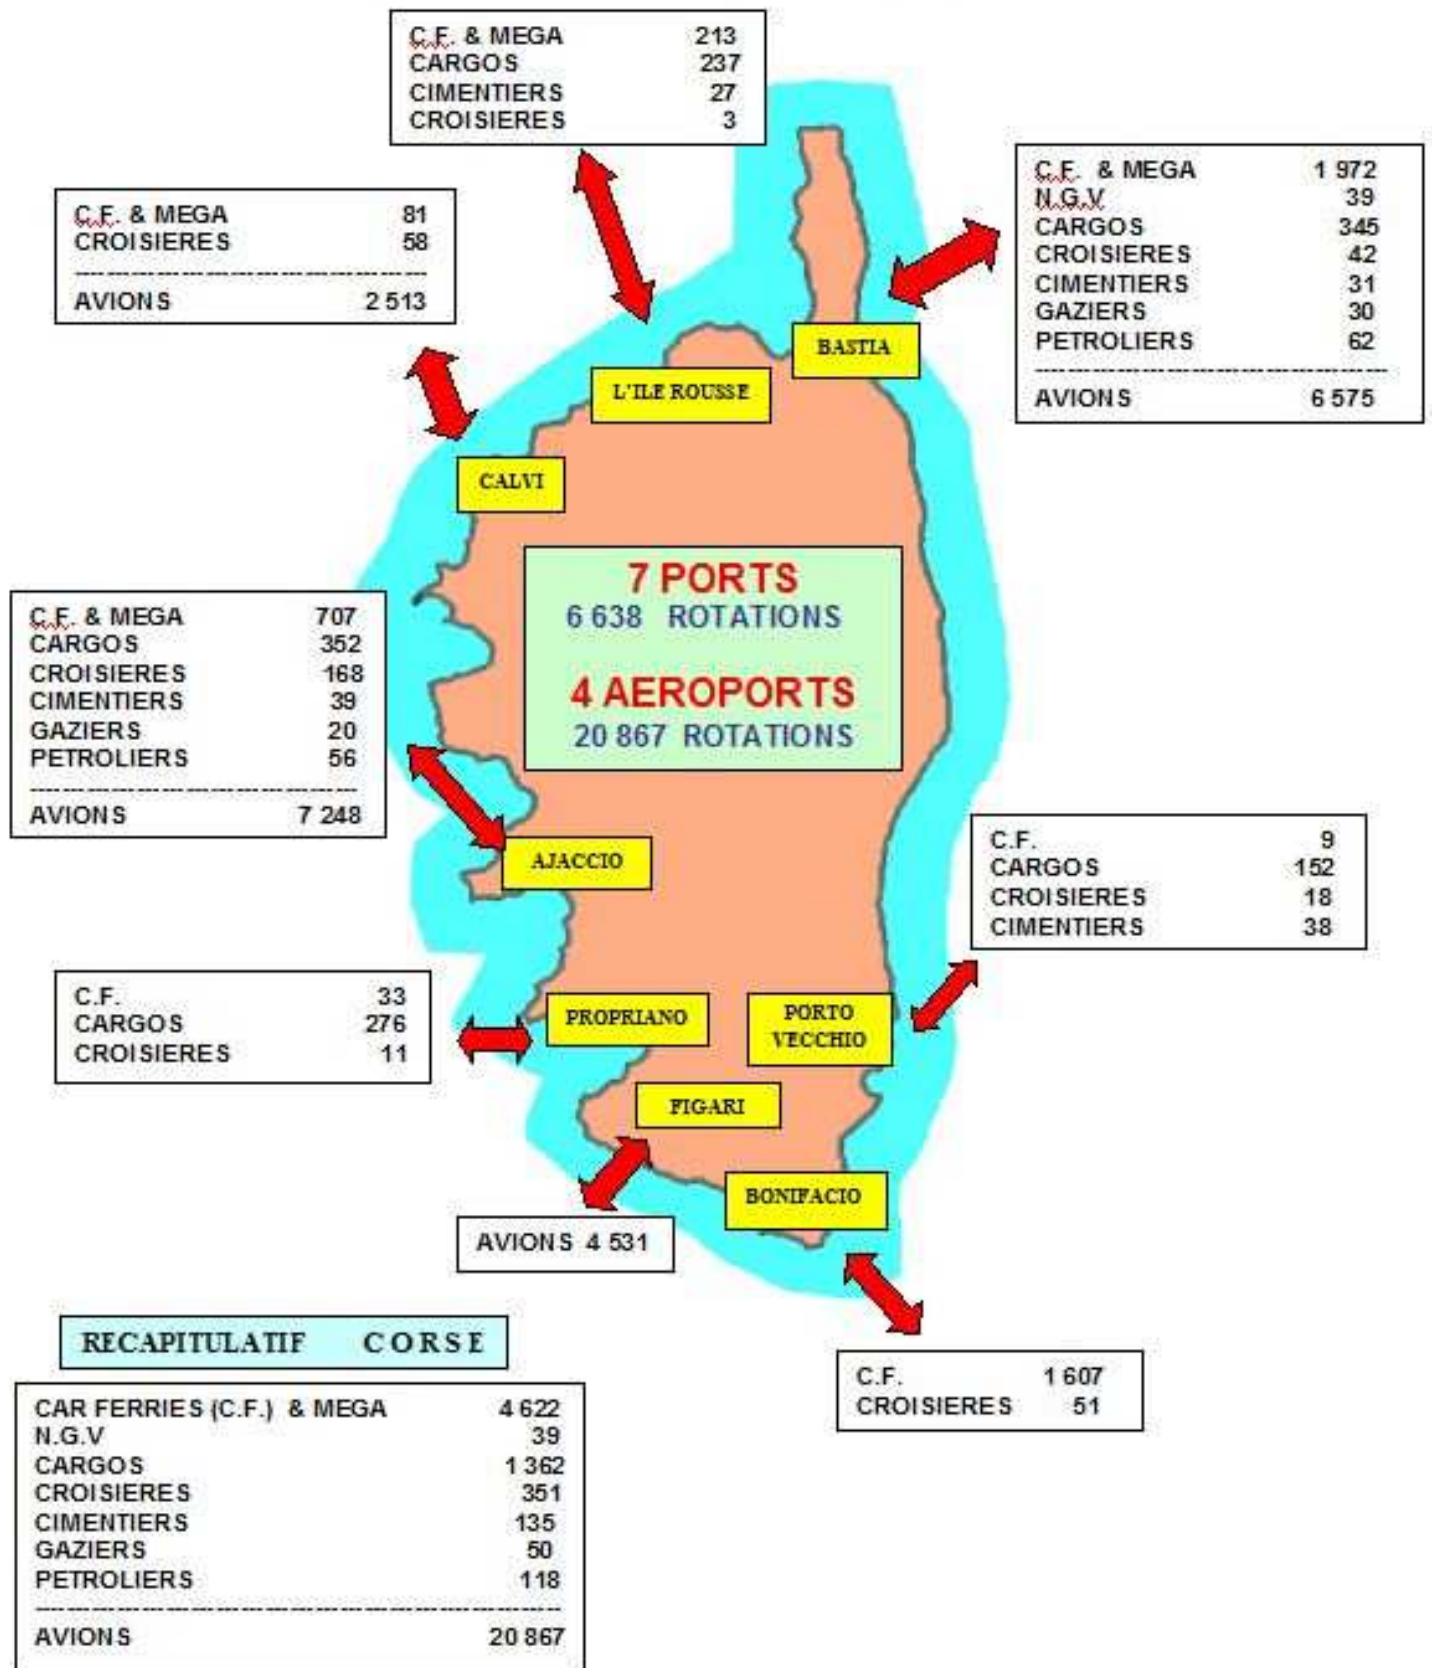 C.F. & MEGA 213
CARGOS 237
CIMENTIERS 27
CROISIERES 3
C.F. & MEGA 1 972
N.G.V 39
CARGOS 345
CROISIERES 42
CIMENTIERS 31
GAZIERS 30
PETROLIERS 62
AVIONS 6 575
C.F. & MEGA 81
CROISIERES 58
AVIONS 2 513
BASTIA
L'ILE ROUSSE
CALVI
7 PORTS
6 638 ROTATIONS
4 AEROPORTS
20 867 ROTATIONS
C.F. & MEGA 707
CARGOS 352
CROISIERES 168
CIMENTIERS 39
GAZIERS 20
PETROLIERS 56
AVIONS 7 248
AJACCIO
C.F. 9
CARGOS 152
CROISIERES 18
CIMENTIERS 38
C.F. 33
CARGOS 276
CROISIERES 11
PROPRIANO
PORTO
VECCHIO
FIGARI
BONIFACIO
AVIONS 4 531
C.F. 1 607
CROISIERES 51
RECAPITULATIF CORSE
CAR FERRIES (C.F.) & MEGA 4 622
N.G.V 39
CARGOS 1 362
CROISIERES 351
CIMENTIERS 135
GAZIERS 50
PETROLIERS 118
AVIONS 20 867